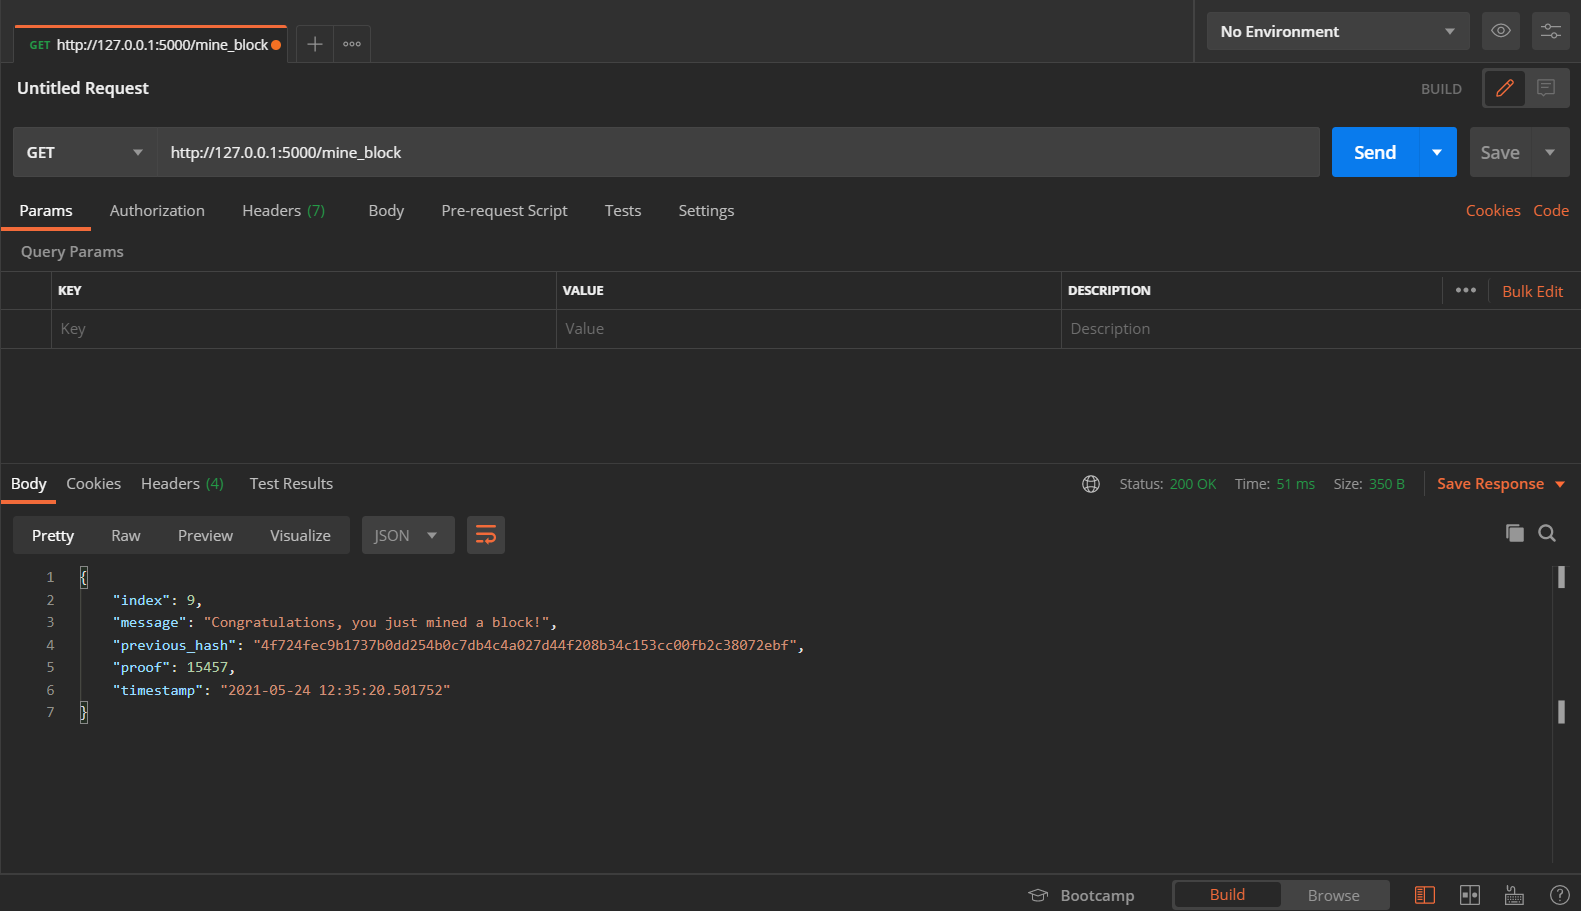 GET http://127.0.0.1:5000/mine_block
No Environment
Untitled Request
BUILD
GET http://127.0.0.1:5000/mine_block Send Save
Params Authorization Headers (7) Body Pre-request Script Tests Settings Cookies Code
Query Params
KEY VALUE DESCRIPTION Bulk Edit
Key Value Description
Body Cookies Headers (4) Test Results Status: 200 OK Time: 51 ms Size: 350 B Save Response
Pretty Raw Preview Visualize JSON
1 {
2 "index": 9,
3 "message": "Congratulations, you just mined a block!",
4 "previous_hash": "4f724fec9b1737b0dd254b0c7db4c4a027d44f208b34c153cc00fb2c38072ebf",
5 "proof": 15457,
6 "timestamp": "2021-05-24 12:35:20.501752"
7 }
Bootcamp Build Browse